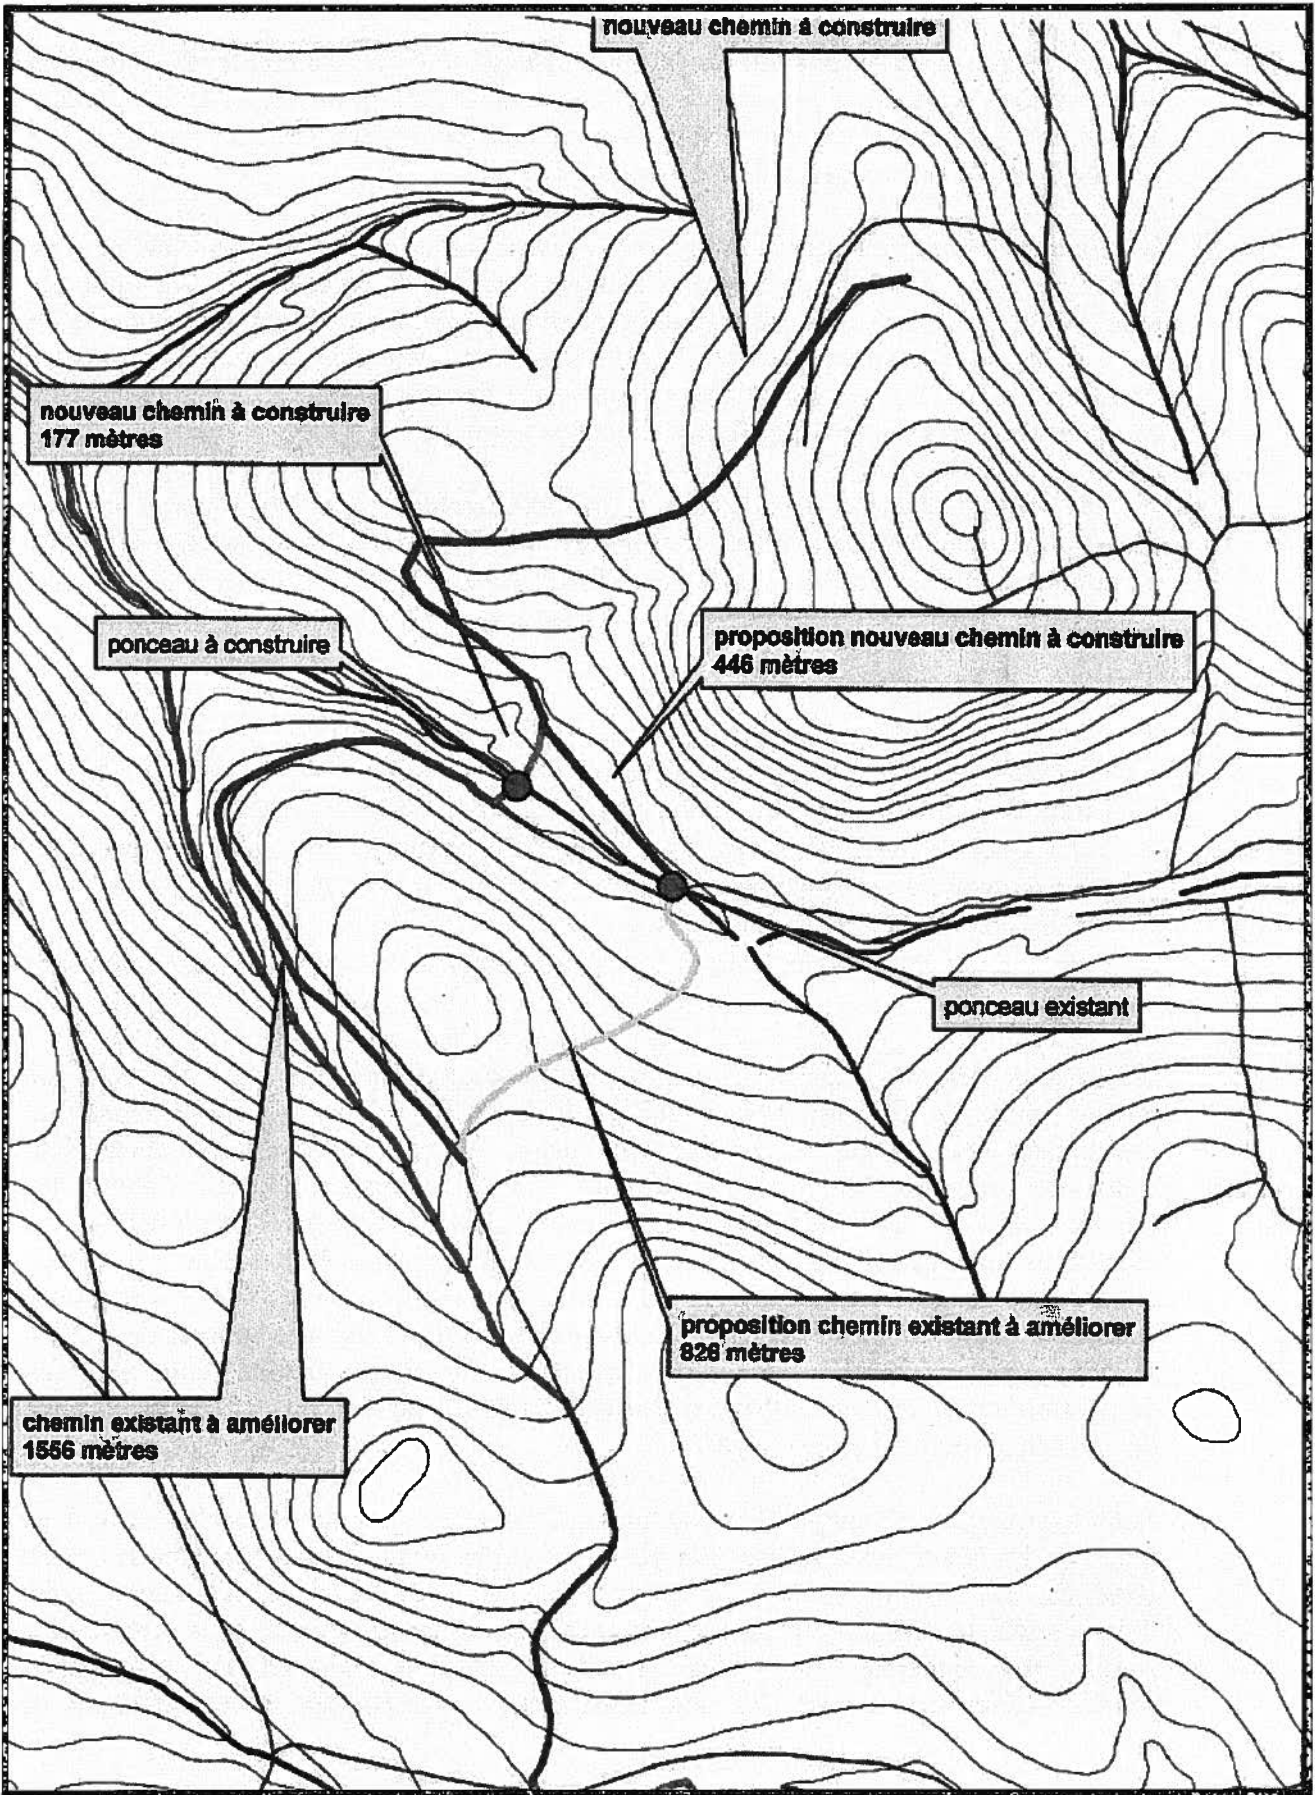 nouveau chemin à construire
nouveau chemin à construire
177 mètres
ponceau à construire
proposition nouveau chemin à construire
446 mètres
ponceau existant
proposition chemin existant à améliorer
826 mètres
chemin existant à améliorer
1556 mètres